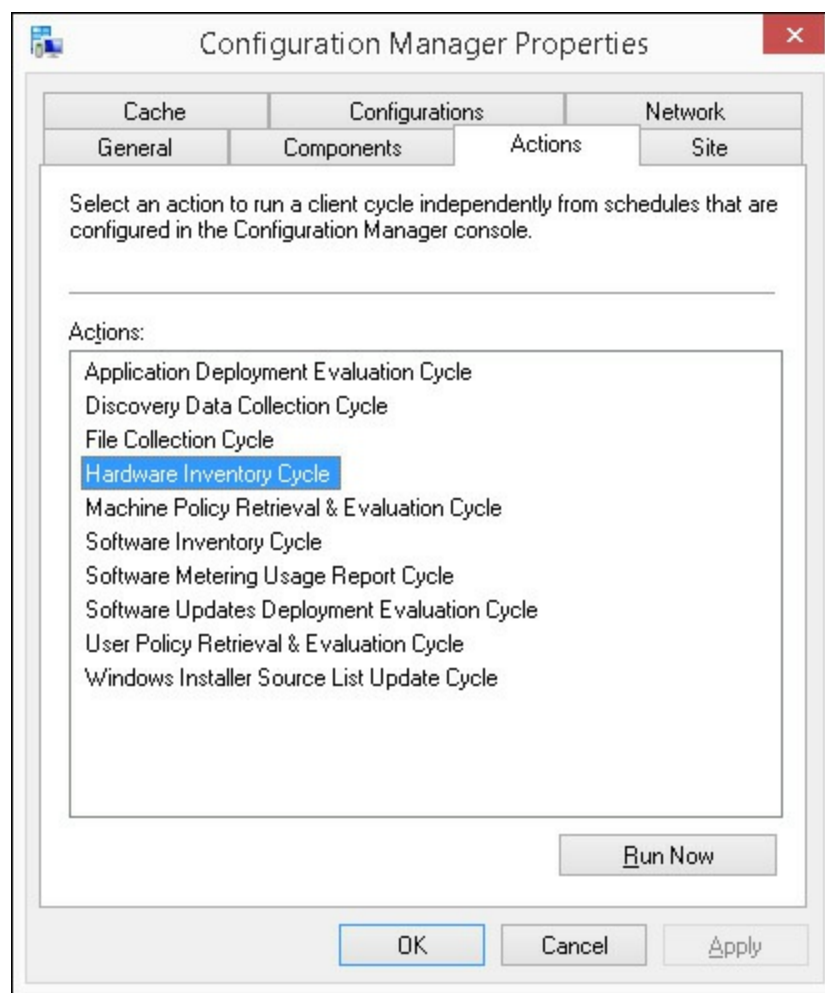 Configuration Manager Properties
Cache Configurations Network
General Components Actions Site
Select an action to run a client cycle independently from schedules that are
configured in the Configuration Manager console.
Actions:
Application Deployment Evaluation Cycle
Discovery Data Collection Cycle
File Collection Cycle
Hardware Inventory Cycle
Machine Policy Retrieval & Evaluation Cycle
Software Inventory Cycle
Software Metering Usage Report Cycle
Software Updates Deployment Evaluation Cycle
User Policy Retrieval & Evaluation Cycle
Windows Installer Source List Update Cycle
Run Now
OK Cancel Apply